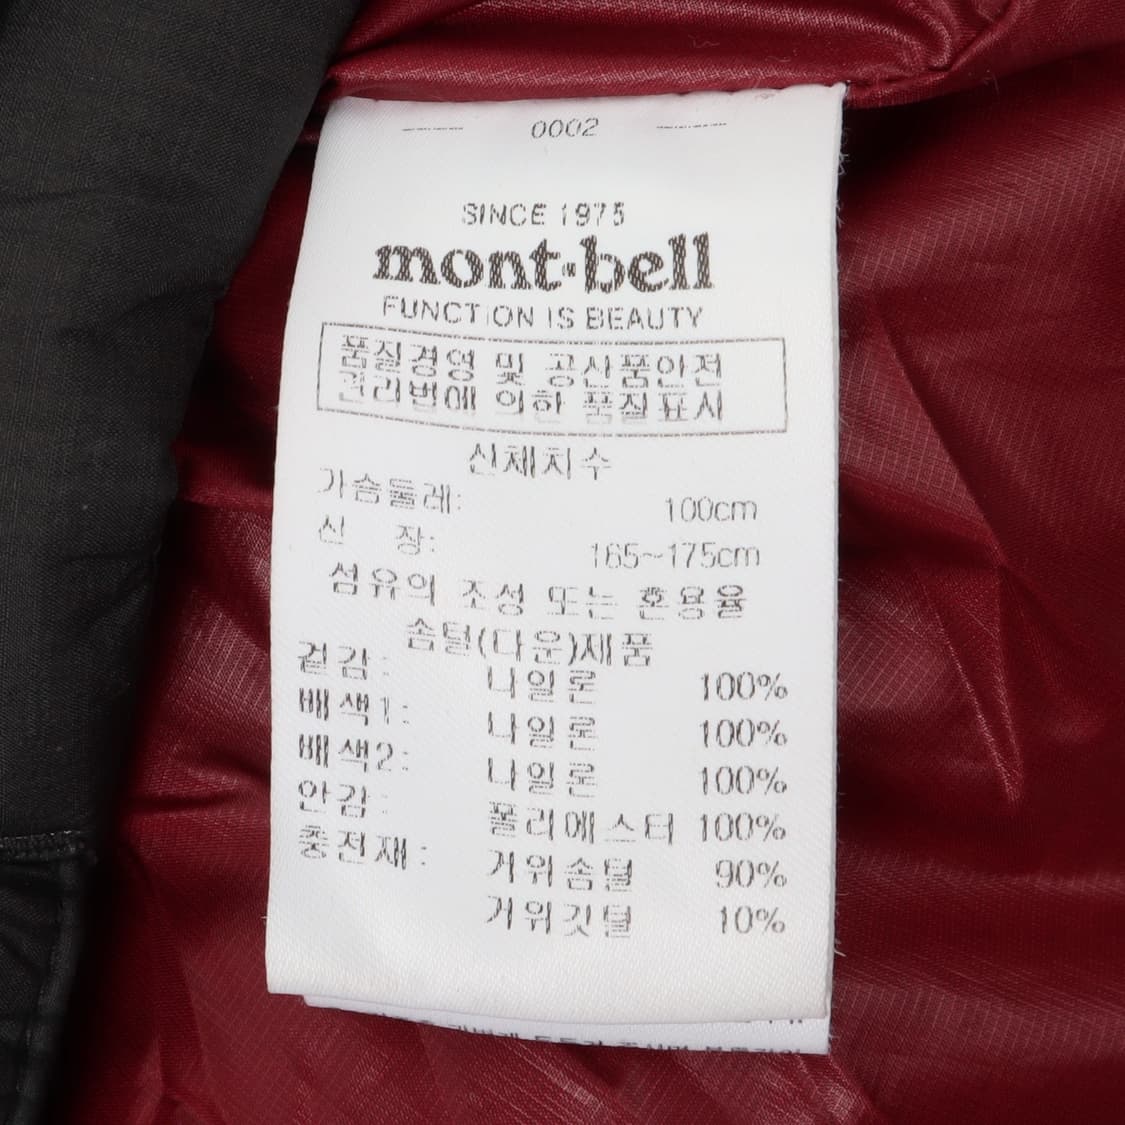 0002
SINCE 1975
mont·bell
FUNCTION IS BEAUTY
품질경영 및 공산품안전
관리법에 의한 품질표시
신체치수
가슴둘레: 100cm
신 장: 165~175cm
섬유의 조성 또는 혼용율
솜털(다운)제품
겉감: 나일론 100%
배색1: 나일론 100%
배색2: 나일론 100%
안감: 폴리에스터 100%
충전재: 거위솜털 90%
거위깃털 10%